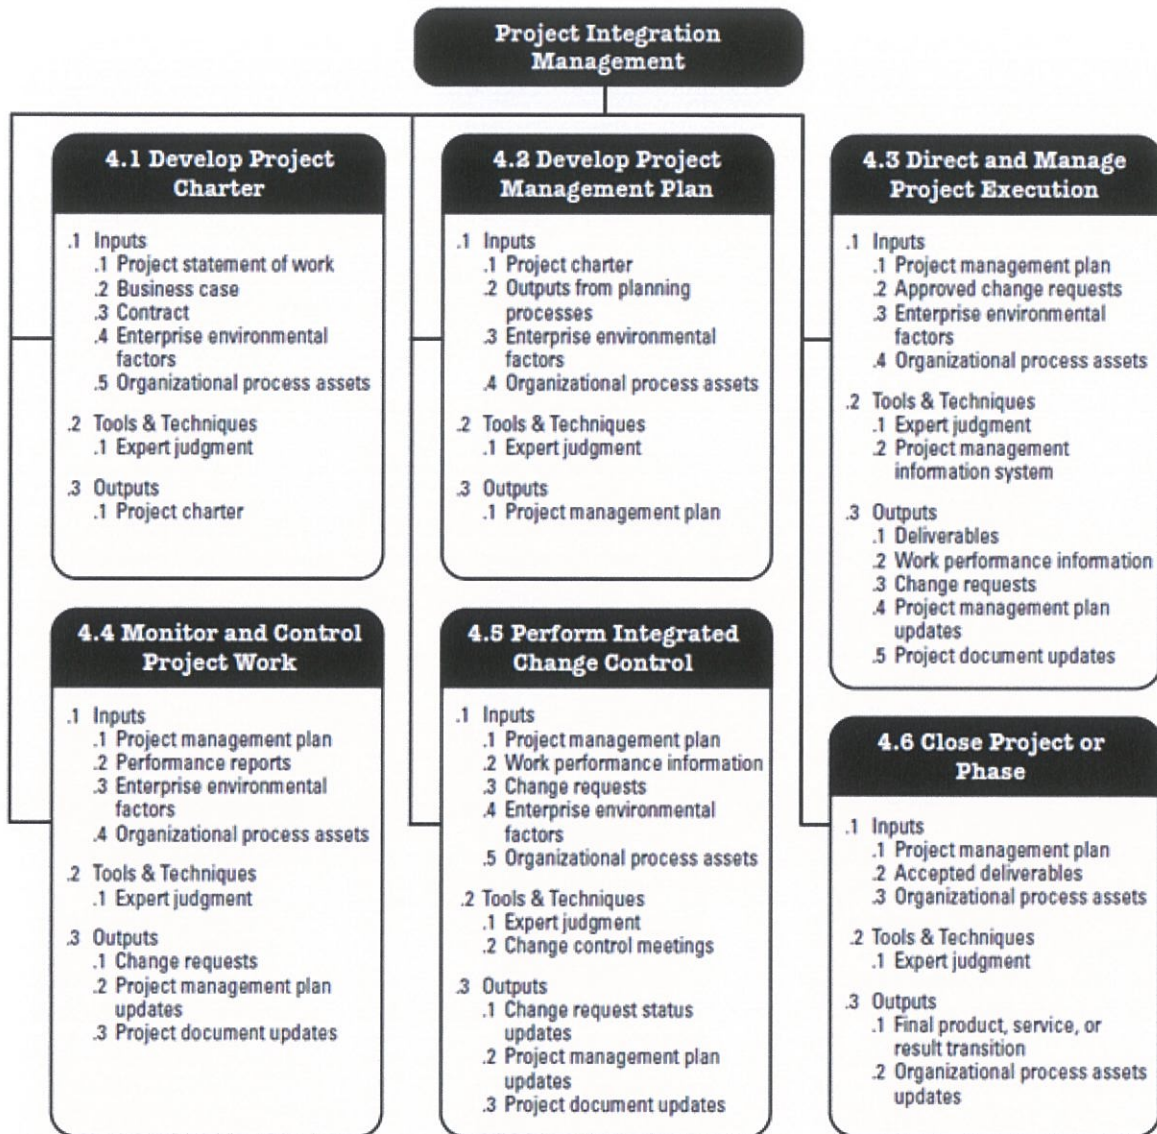 Project Integration
Management
4.1 Develop Project
Charter
.1 Inputs
.1 Project statement of work
.2 Business case
.3 Contract
.4 Enterprise environmental
factors
.5 Organizational process assets
.2 Tools & Techniques
.1 Expert judgment
.3 Outputs
.1 Project charter
4.2 Develop Project
Management Plan
.1 Inputs
.1 Project charter
.2 Outputs from planning
processes
.3 Enterprise environmental
factors
.4 Organizational process assets
.2 Tools & Techniques
.1 Expert judgment
.3 Outputs
.1 Project management plan
4.3 Direct and Manage
Project Execution
.1 Inputs
.1 Project management plan
.2 Approved change requests
.3 Enterprise environmental
factors
.4 Organizational process assets
.2 Tools & Techniques
.1 Expert judgment
.2 Project management
information system
.3 Outputs
.1 Deliverables
.2 Work performance information
.3 Change requests
.4 Project management plan
updates
.5 Project document updates
4.4 Monitor and Control
Project Work
.1 Inputs
.1 Project management plan
.2 Performance reports
.3 Enterprise environmental
factors
.4 Organizational process assets
.2 Tools & Techniques
.1 Expert judgment
.3 Outputs
.1 Change requests
.2 Project management plan
updates
.3 Project document updates
4.5 Perform Integrated
Change Control
.1 Inputs
.1 Project management plan
.2 Work performance information
.3 Change requests
.4 Enterprise environmental
factors
.5 Organizational process assets
.2 Tools & Techniques
.1 Expert judgment
.2 Change control meetings
.3 Outputs
.1 Change request status
updates
.2 Project management plan
updates
.3 Project document updates
4.6 Close Project or
Phase
.1 Inputs
.1 Project management plan
.2 Accepted deliverables
.3 Organizational process assets
.2 Tools & Techniques
.1 Expert judgment
.3 Outputs
.1 Final product, service, or
result transition
.2 Organizational process assets
updates